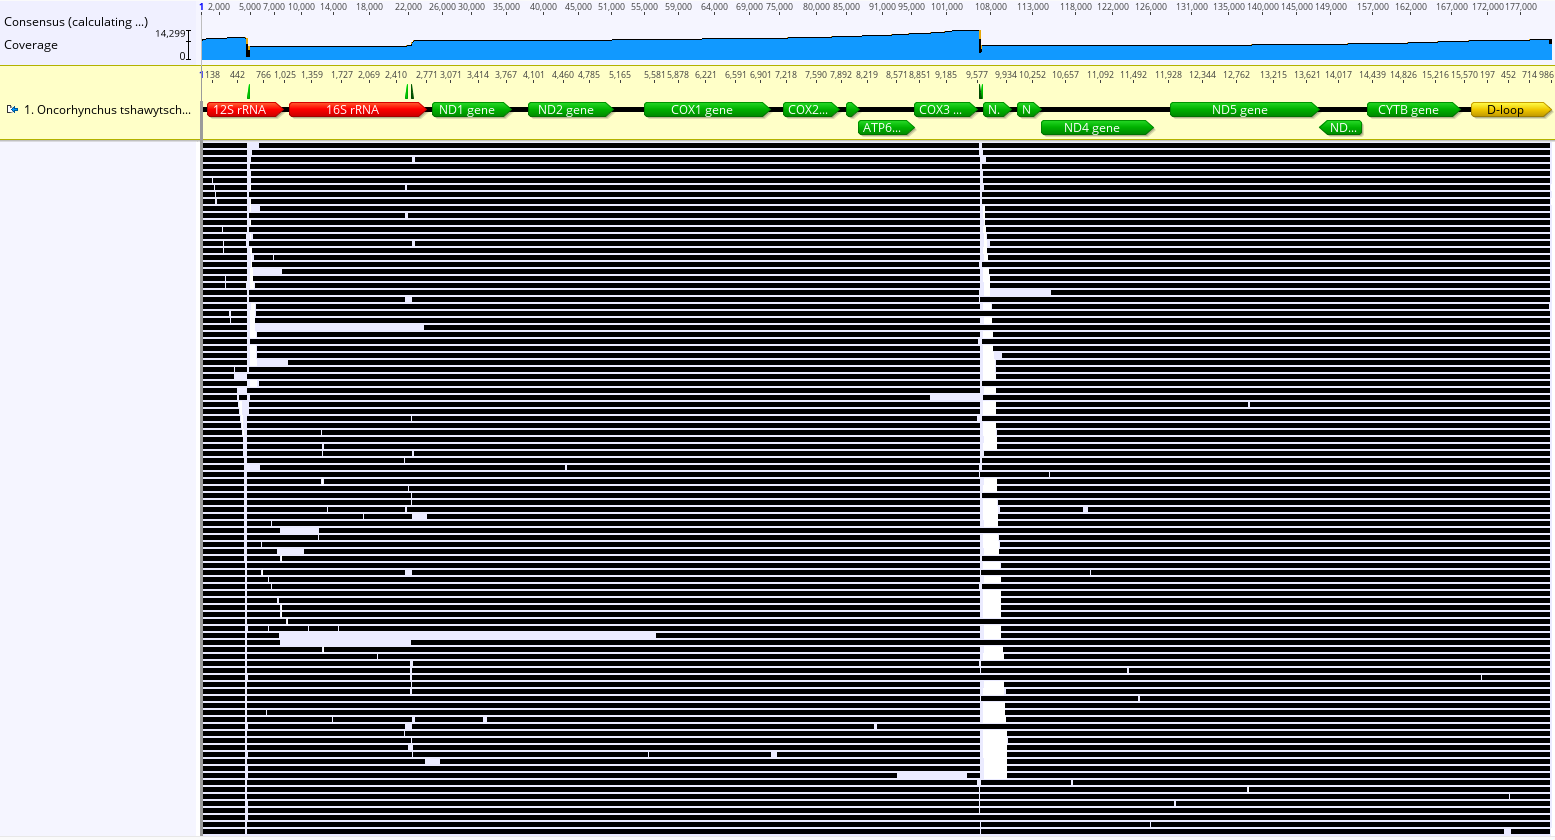 Consensus (calculating ...)
1 2,000 5,000 7,000 10,000 14,000 18,000 22,000 26,000 30,000 34,000 40,000 44,000 51,000 55,000 59,000 64,000 69,000 75,000 80,000 85,000 91,000 95,000 101,000 108,000 113,000 118,000 122,000 126,000 131,000 135,000 140,000 145,000 149,000 157,000 162,000 167,000 172,000 177,000
14,299
Coverage
0
1 138 442 766 1,025 1,359 1,727 2,069 2,410 2,771 3,071 3,414 3,767 4,101 4,460 4,785 5,165 5,581 5,878 6,221 6,591 6,901 7,218 7,590 7,892 8,219 8,571 8,851 9,185 9,577 9,934 10,252 10,657 11,092 11,492 11,928 12,344 12,762 13,215 13,621 14,017 14,439 14,826 15,216 15,570 197 452 714 986
1. Oncorhynchus tshawytsch...
12S rRNA 16S rRNA ND1 gene ND2 gene COX1 gene COX2... COX3 ... N. N ND5 gene CYTB gene D-loop
ATP6... ND4 gene ND...